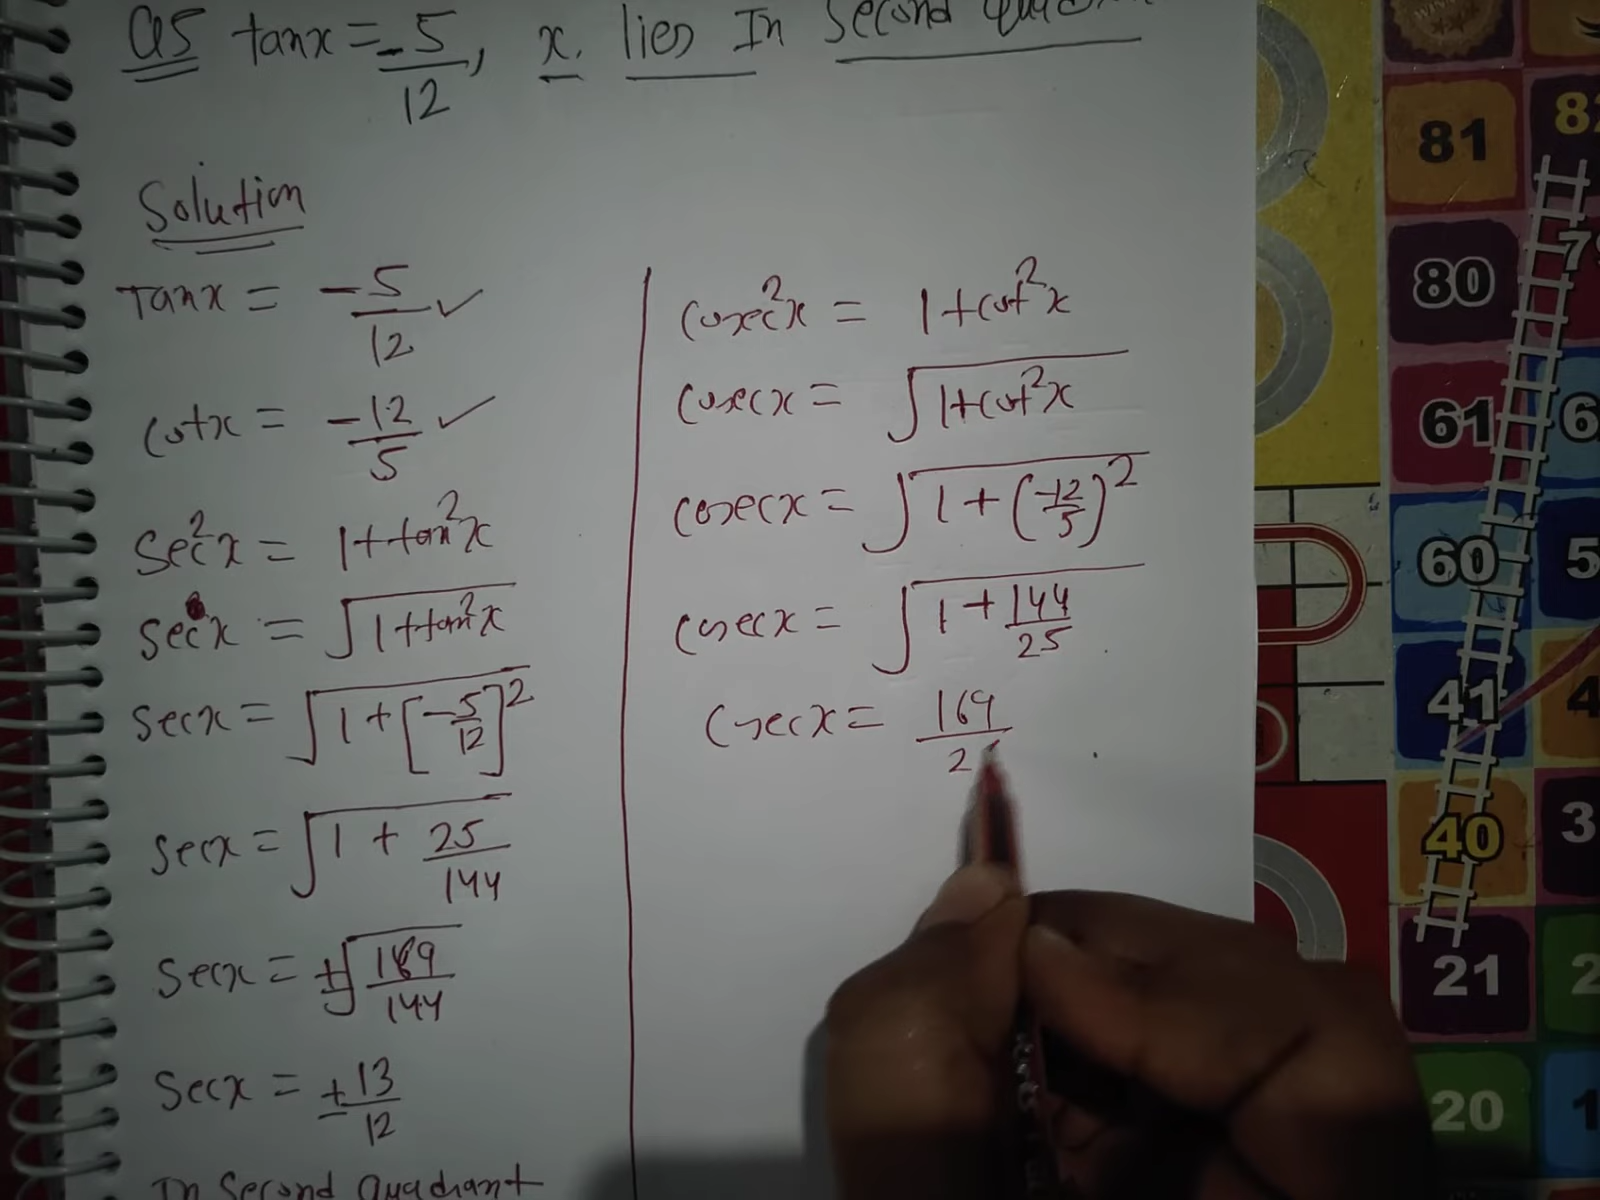 Q5 tanx = -5/12, x. lies In Second Quadrant
Solution
Tanx = -5/12 ✓
cotx = -12/5 ✓
Sec²x = 1+tan²x
secx = √1+tan²x
secx = √1+[-5/12]²
secx = √1 + 25/144
secx = ±√169/144
secx = ±13/12
In Second Quadrant
cosec²x = 1+cot²x
cosecx = √1+cot²x
cosecx = √1+(-12/5)²
cosecx = √1+144/25
cosecx = 169/2
81
82
80
79
61
60
41
40
21
20